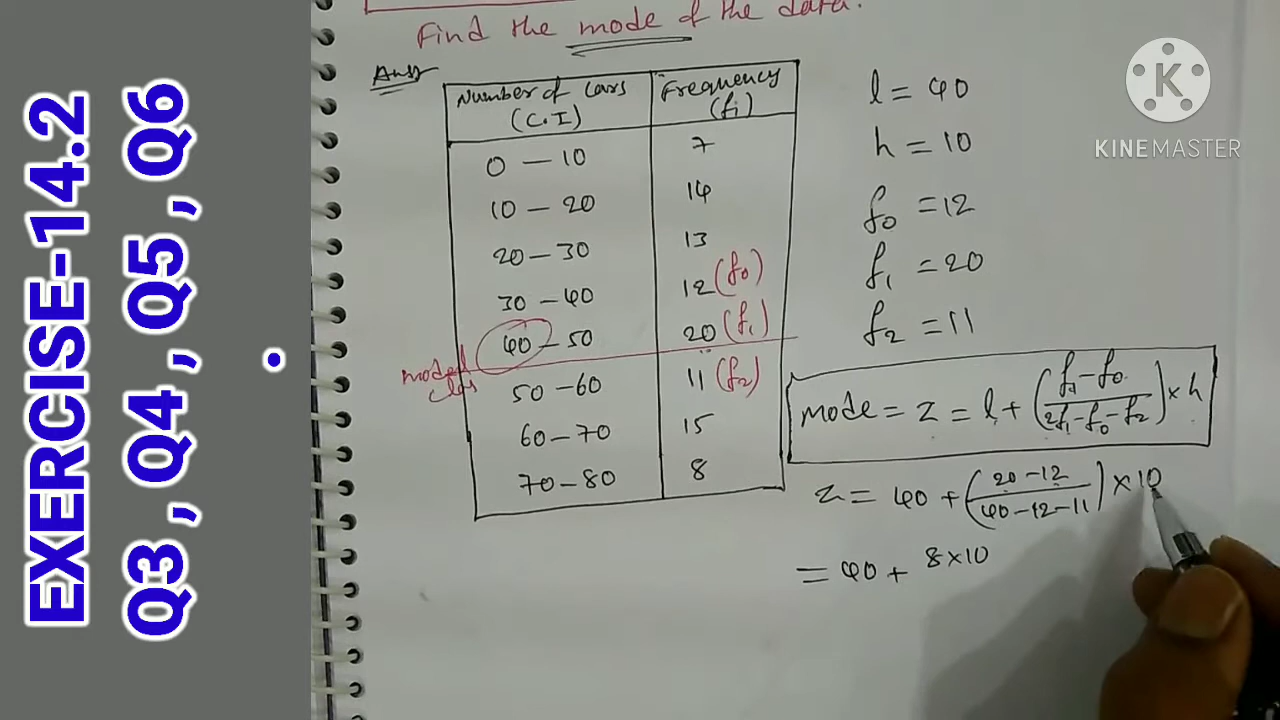 EXERCISE-14.2
Q3 , Q4 , Q5 , Q6
.
Find the mode of the data.
Ans:
Number of Cars (C.I) Frequency (fi)
0 – 10 7
10 – 20 14
20 – 30 13
30 – 40 12 (f0)
40 – 50 20 (f1)
modal class
50 – 60 11 (f2)
60 – 70 15
70 – 80 8
l = 40
h = 10
f0 = 12
f1 = 20
f2 = 11
mode = Z = l + ((f1 – f0)/(2f1 – f0 – f2)) × h
Z = 40 + ((20 – 12)/(40 – 12 – 11)) × 10
= 40 + 8×10
K
KINEMASTER